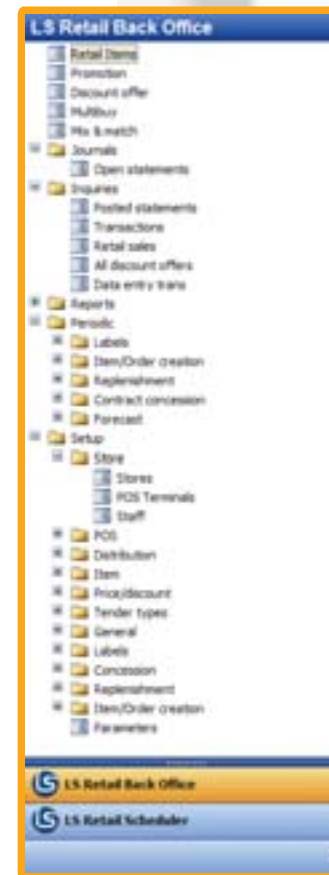 LS Retail Back Office
Retail Items
Promotion
Discount offer
Multibuy
Mix & match
Journals
Open statements
Inquiries
Posted statements
Transactions
Retail sales
All discount offers
Data entry trans
Reports
Periodic
Labels
Item/Order creation
Replenishment
Contract concession
Forecast
Setup
Store
Stores
POS Terminals
Staff
POS
Distribution
Item
Price/discount
Tender types
General
Labels
Concession
Replenishment
Item/Order creation
Parameters
LS Retail Back Office
LS Retail Scheduler